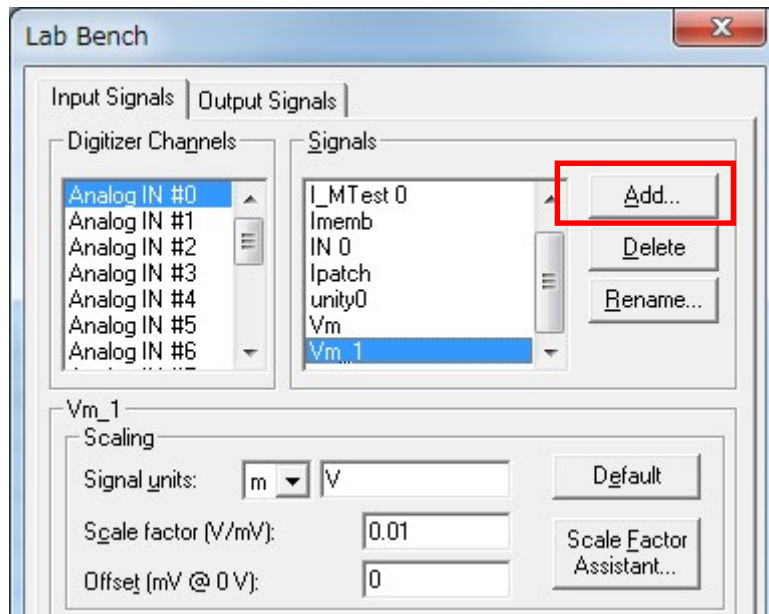 Lab Bench
Input Signals
Output Signals
Digitizer Channels
Analog IN #0
Analog IN #1
Analog IN #2
Analog IN #3
Analog IN #4
Analog IN #5
Analog IN #6
Signals
I_MTest 0
Imemb
IN 0
Ipatch
unity0
Vm
Vm_1
Add...
Delete
Rename...
Vm_1
Scaling
Signal units: m V
Default
Scale factor (V/mV): 0.01
Offset (mV @ 0 V): 0
Scale Factor
Assistant...